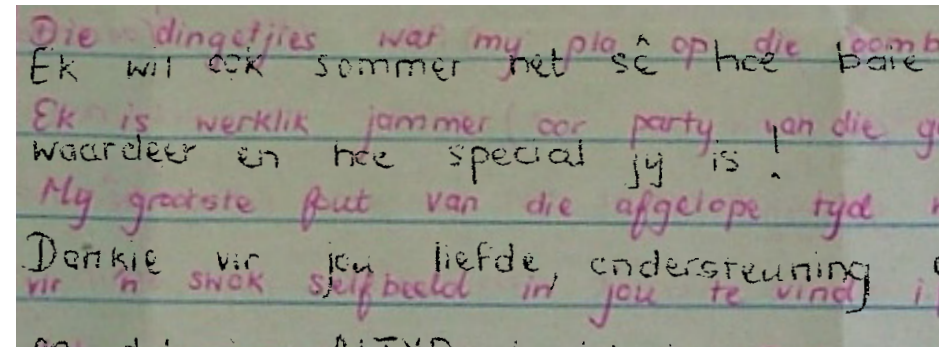 Die dingetjies wat my pla op die
Ek wil ook sommer net sê hoe baie
Ek is werklik jammer oor party van die
waardeer en hoe special jy is!
My grootste fout van die afgelope tyd
Dankie vir jou liefde, ondersteuning
vir 'n swak selfbeeld in jou te vind